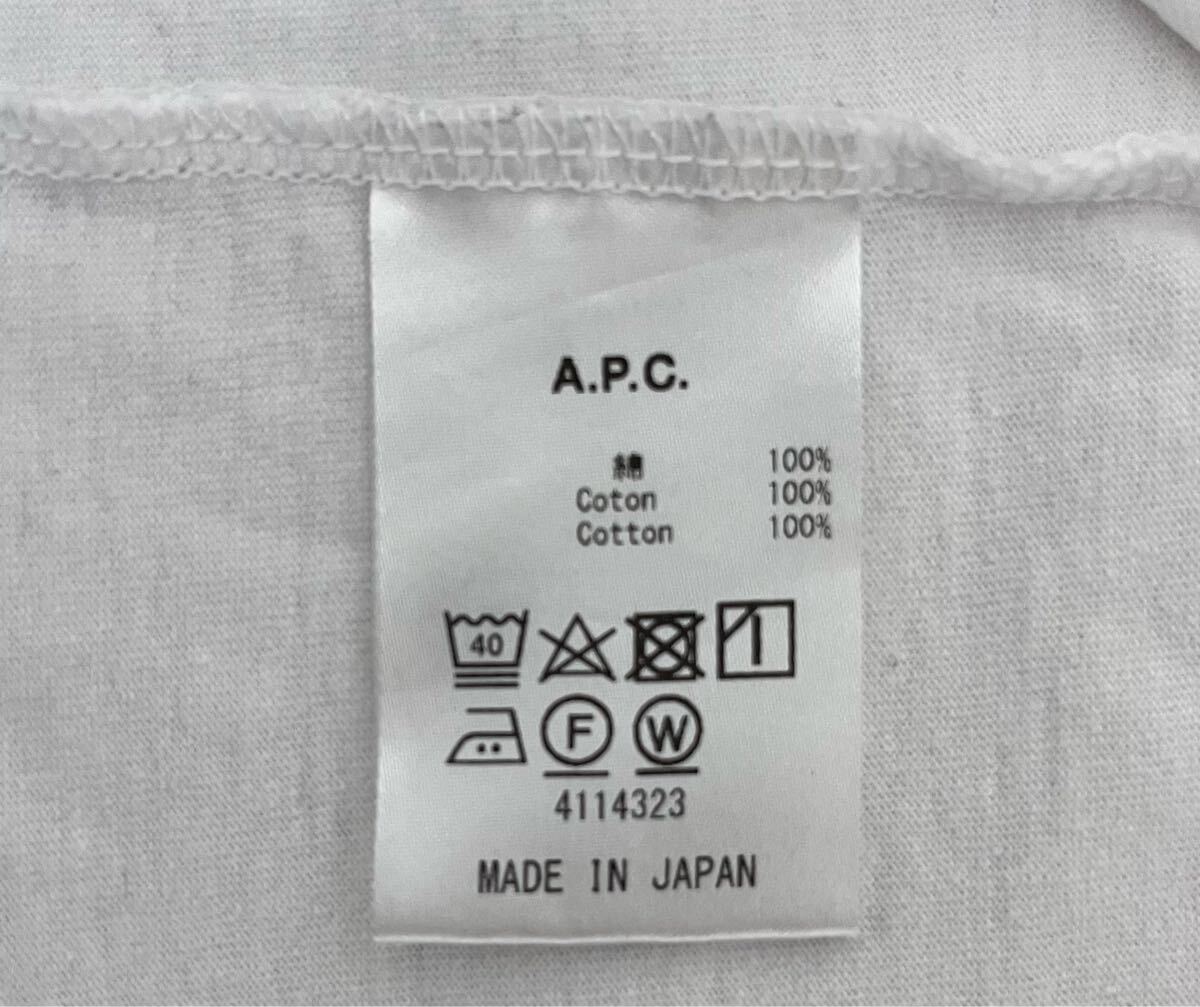 A.P.C.
綿 100%
Coton 100%
Cotton 100%
40
F W
4114323
MADE IN JAPAN